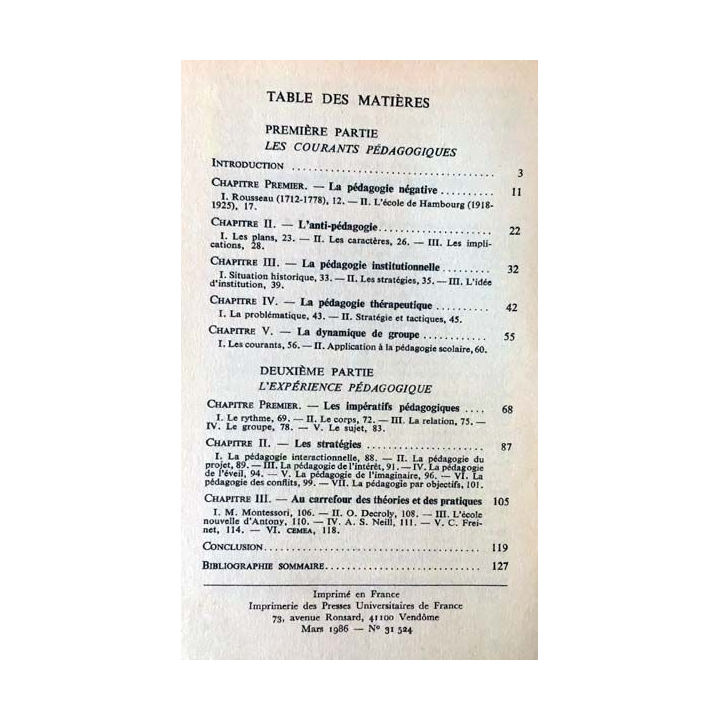 TABLE DES MATIÈRES
PREMIÈRE PARTIE
LES COURANTS PÉDAGOGIQUES
INTRODUCTION .................................... 3
CHAPITRE PREMIER. — La pédagogie négative .......... 11
I. Rousseau (1712-1778), 12. — II. L'école de Hambourg (1918-
1925), 17.
CHAPITRE II. — L'anti-pédagogie..................... 22
I. Les plans, 23. — II. Les caractères, 26. — III. Les impli-
cations, 28.
CHAPITRE III. — La pédagogie institutionnelle ......... 32
I. Situation historique, 33. — II. Les stratégies, 35. — III. L'idée
d'institution, 39.
CHAPITRE IV. — La pédagogie thérapeutique .......... 42
I. La problématique, 43. — II. Stratégie et tactiques, 45.
CHAPITRE V. — La dynamique de groupe ............ 55
I. Les courants, 56. — II. Application à la pédagogie scolaire, 60.
DEUXIÈME PARTIE
L'EXPÉRIENCE PÉDAGOGIQUE
CHAPITRE PREMIER. — Les impératifs pédagogiques .... 68
I. Le rythme, 69. — II. Le corps, 72. — III. La relation, 75. —
IV. Le groupe, 78. — V. Le sujet, 83.
CHAPITRE II. — Les stratégies ...................... 87
I. La pédagogie interactionnelle, 88. — II. La pédagogie du
projet, 89. — III. La pédagogie de l'intérêt, 91. — IV. La pédagogie
de l'éveil, 94. — V. La pédagogie de l'imaginaire, 96. — VI. La
pédagogie des conflits, 99. — VII. La pédagogie par objectifs, 101.
CHAPITRE III. — Au carrefour des théories et des pratiques 105
I. M. Montessori, 106. — II. O. Decroly, 108. — III. L'école
nouvelle d'Antony, 110. — IV. A. S. Neill, 111. — V. C. Frei-
net, 114. — VI. CEMEA, 118.
CONCLUSION........................................ 119
BIBLIOGRAPHIE SOMMAIRE............................ 127
Imprimé en France
Imprimerie des Presses Universitaires de France
73, avenue Ronsard, 41100 Vendôme
Mars 1986 — Nº 31 524